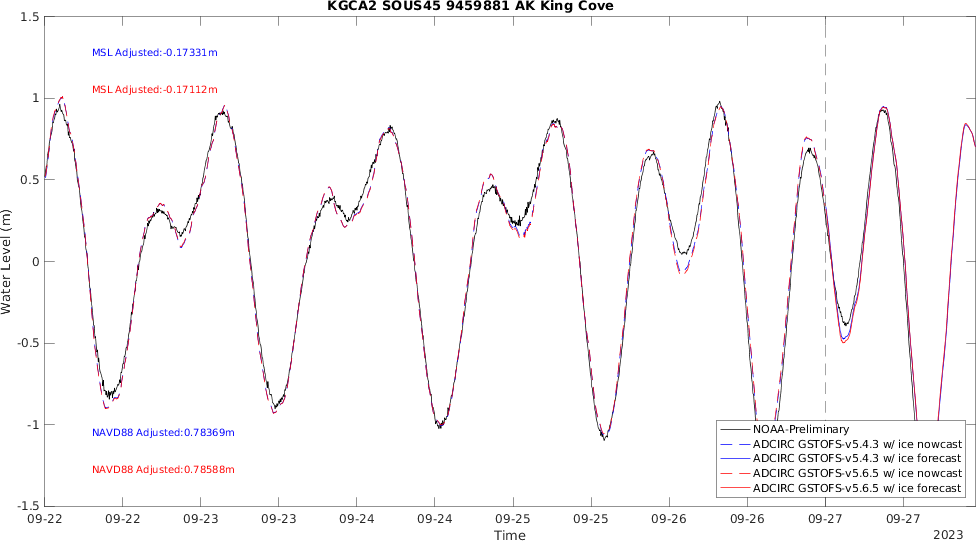 KGCA2 SOUS45 9459881 AK King Cove
1.5
1
0.5
0
-0.5
-1
-1.5
Water Level (m)
MSL Adjusted:-0.17331m
MSL Adjusted:-0.17112m
NAVD88 Adjusted:0.78369m
NAVD88 Adjusted:0.78588m
NOAA-Preliminary
ADCIRC GSTOFS-v5.4.3 w/ ice nowcast
ADCIRC GSTOFS-v5.4.3 w/ ice forecast
ADCIRC GSTOFS-v5.6.5 w/ ice nowcast
ADCIRC GSTOFS-v5.6.5 w/ ice forecast
09-22 09-22 09-23 09-23 09-24 09-24 09-25 09-25 09-26 09-26 09-27 09-27
Time
2023